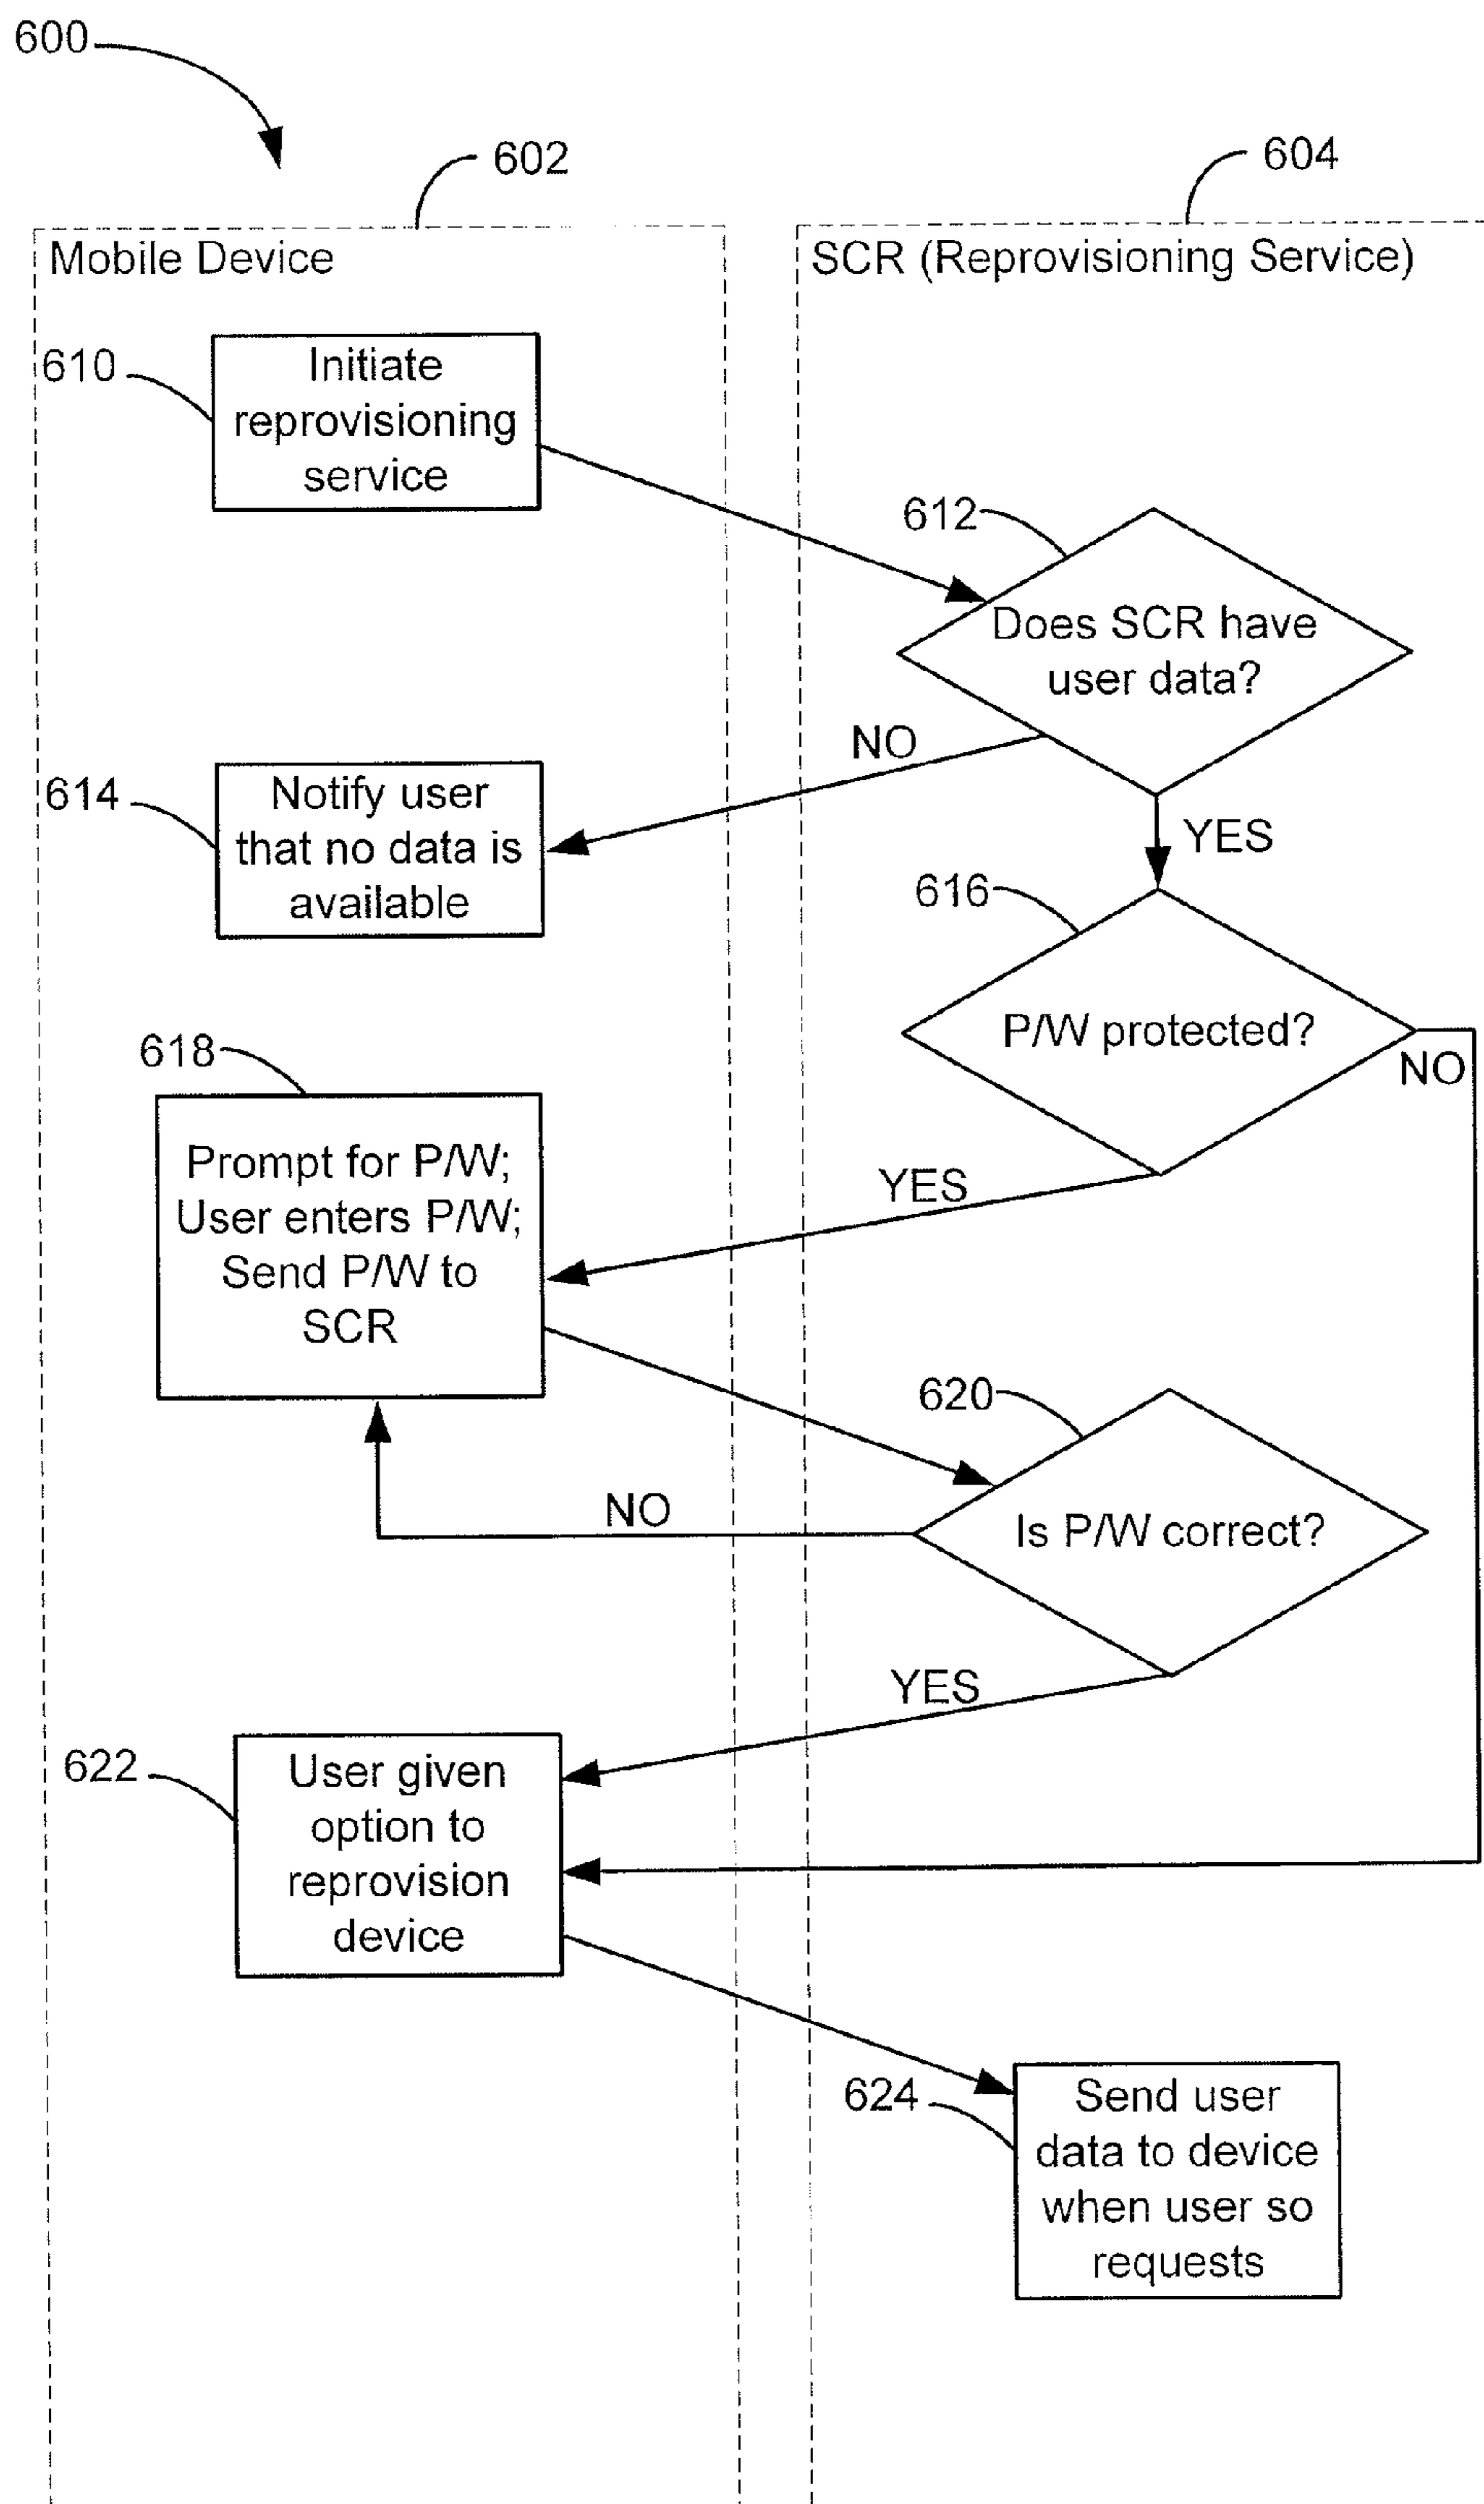 600
602
604
Mobile Device
SCR (Reprovisioning Service)
610
Initiate
reprovisioning
service
612
Does SCR have
user data?
NO
614
Notify user
that no data is
available
YES
616
P/W protected?
NO
618
Prompt for P/W;
User enters P/W;
Send P/W to
SCR
YES
620
Is P/W correct?
NO
YES
622
User given
option to
reprovision
device
624
Send user
data to device
when user so
requests